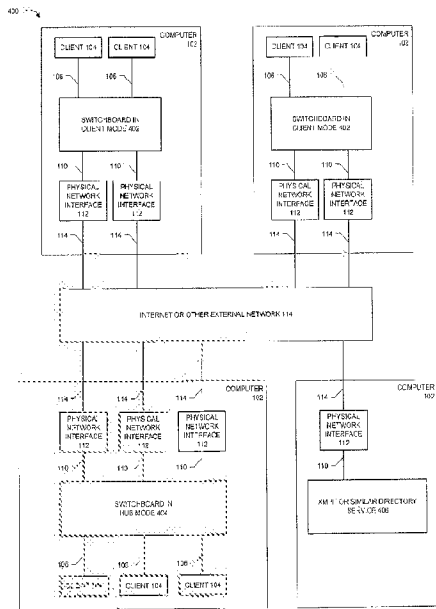 400
COMPUTER
102
CLIENT 104
CLIENT 104
106
106
SWITCHBOARD IN
CLIENT MODE 402
110
110
PHYSICAL
NETWORK
INTERFACE
112
PHYSICAL
NETWORK
INTERFACE
112
114
114
COMPUTER
102
CLIENT 104
CLIENT 104
106
106
SWITCHBOARD IN
CLIENT MODE 402
110
110
PHYSICAL
NETWORK
INTERFACE
112
PHYSICAL
NETWORK
INTERFACE
112
114
114
INTERNET OR OTHER EXTERNAL NETWORK 114
COMPUTER
102
114
114
114
PHYSICAL
NETWORK
INTERFACE
112
PHYSICAL
NETWORK
INTERFACE
112
PHYSICAL
NETWORK
INTERFACE
112
110
110
110
SWITCHBOARD IN
HUB MODE 404
106
106
106
CLIENT 104
CLIENT 104
CLIENT 104
COMPUTER
102
114
PHYSICAL
NETWORK
INTERFACE
112
110
OR SIMILAR DIRECTORY
SERVICE 406